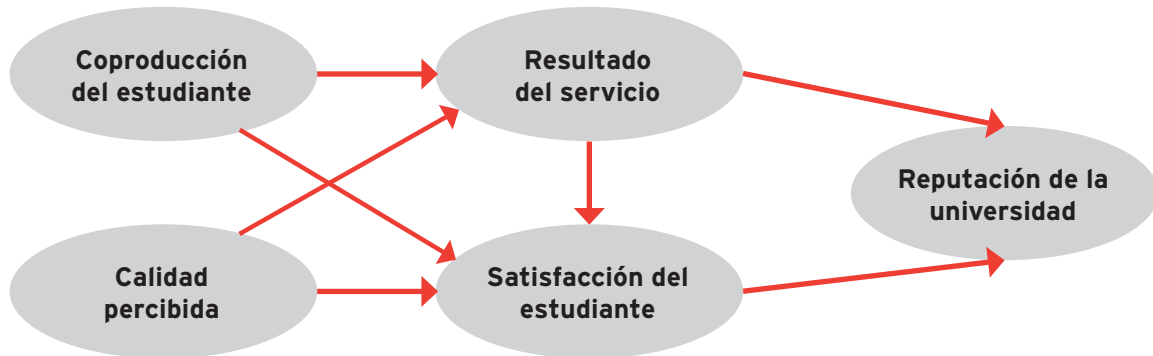 Coproducción
del estudiante
Resultado
del servicio
Reputación de la
universidad
Calidad
percibida
Satisfacción del
estudiante